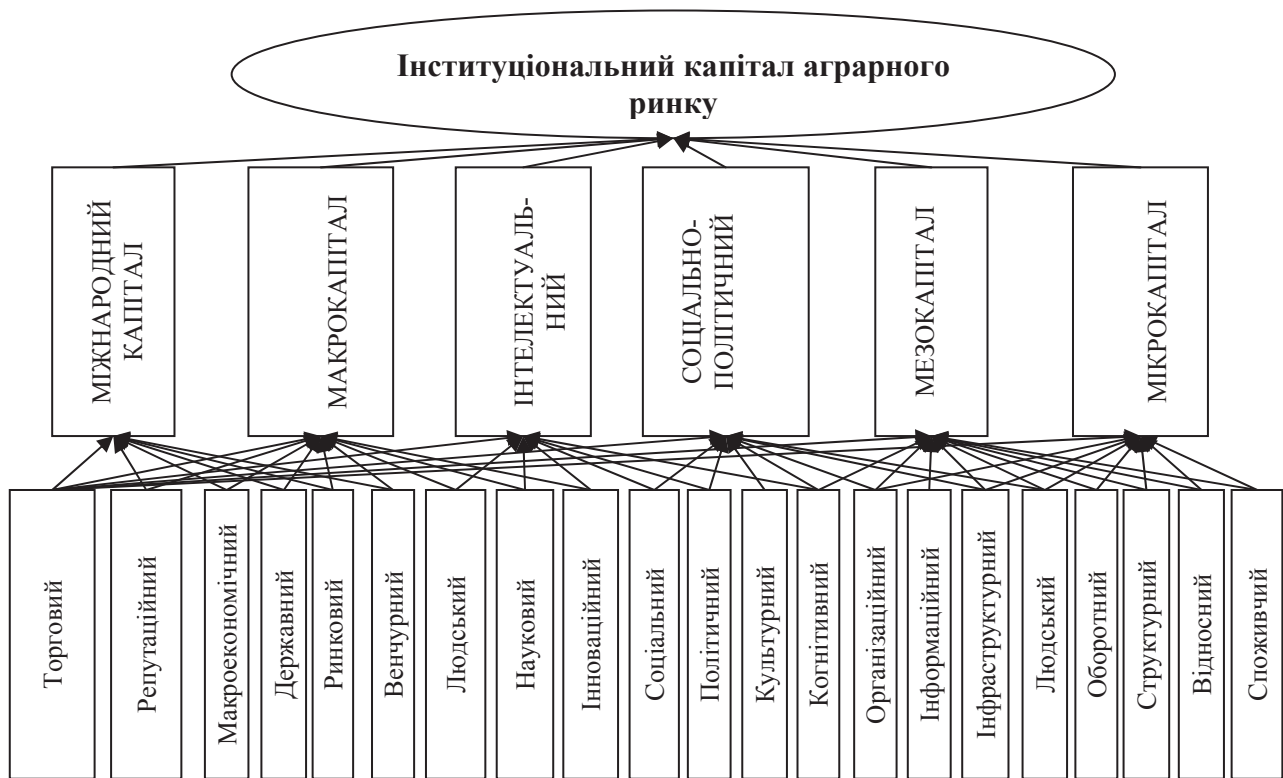 Інституціональний капітал аграрного
ринку
МІЖНАРОДНИЙ
КАПІТАЛ
МАКРОКАПІТАЛ
ІНТЕЛЕКТУАЛЬ-
НИЙ
СОЦІАЛЬНО-
ПОЛІТИЧНИЙ
МЕЗОКАПІТАЛ
МІКРОКАПІТАЛ
Торговий
Репутаційний
Макроекономічний
Державний
Ринковий
Венчурний
Людський
Науковий
Інноваційний
Соціальний
Політичний
Культурний
Когнітивний
Організаційний
Інформаційний
Інфраструктурний
Людський
Оборотний
Структурний
Відносний
Споживчий